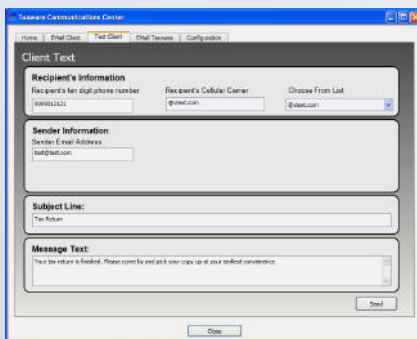 Taxware Communications Center
Home EMail Client Text Client EMail Taxware Configuration
Client Text
Recipient's Information
Recipient's ten digit phone number Recipient's Cellular Carrier Choose From List
@vtext.com @vtext.com
Sender Information
Sender Email Address
test@text.com
Subject Line:
Tax Return
Message Text:
Your tax return is finished. Please come by and pick your copy up at your earliest convenience
Send
Close